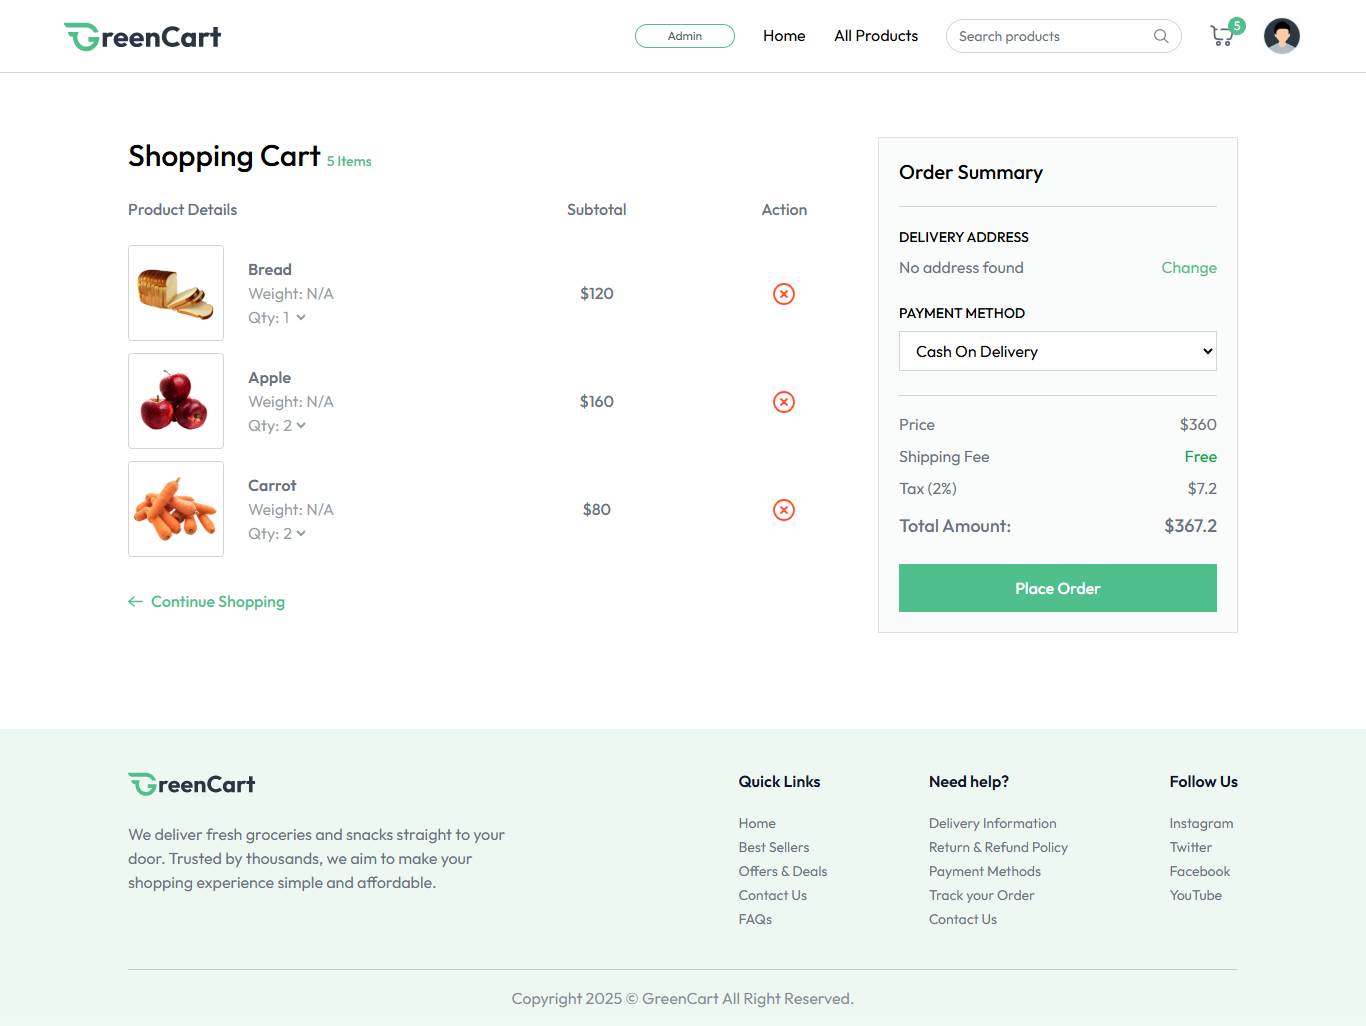 GreenCart
Admin
Home
All Products
Search products
5
Shopping Cart 5 Items
Product Details
Subtotal
Action
Bread
Weight: N/A
Qty: 1
$120
Apple
Weight: N/A
Qty: 2
$160
Carrot
Weight: N/A
Qty: 2
$80
Continue Shopping
Order Summary
DELIVERY ADDRESS
No address found
Change
PAYMENT METHOD
Cash On Delivery
Price $360
Shipping Fee Free
Tax (2%) $7.2
Total Amount: $367.2
Place Order
GreenCart
We deliver fresh groceries and snacks straight to your
door. Trusted by thousands, we aim to make your
shopping experience simple and affordable.
Quick Links
Home
Best Sellers
Offers & Deals
Contact Us
FAQs
Need help?
Delivery Information
Return & Refund Policy
Payment Methods
Track your Order
Contact Us
Follow Us
Instagram
Twitter
Facebook
YouTube
Copyright 2025 © GreenCart All Right Reserved.